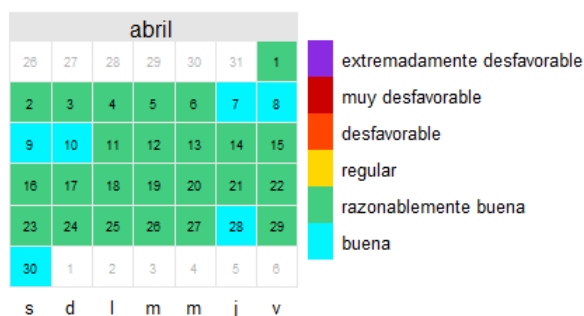 abril
26 27 28 29 30 31 1
2 3 4 5 6 7 8
9 10 11 12 13 14 15
16 17 18 19 20 21 22
23 24 25 26 27 28 29
30 1 2 3 4 5 6
s d l m m j v
extremadamente desfavorable
muy desfavorable
desfavorable
regular
razonablemente buena
buena